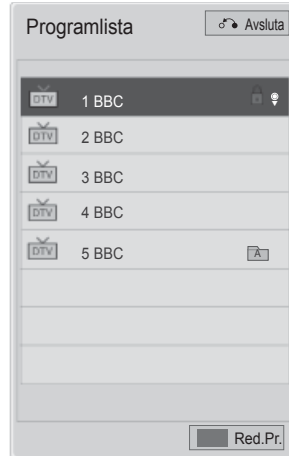 Programlista
Avsluta
DTV 1 BBC
DTV 2 BBC
DTV 3 BBC
DTV 4 BBC
DTV 5 BBC A
Red.Pr.